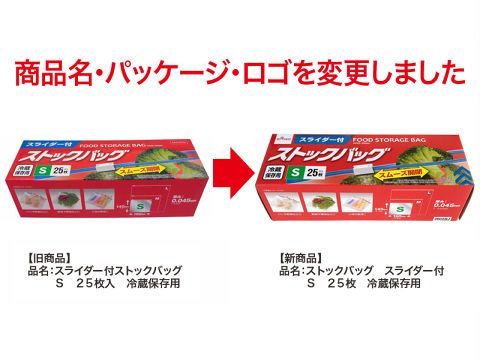 商品名・パッケージ・ロゴを変更しました
スライダー付
FOOD STORAGE BAG
ストックバッグ
冷蔵
保存用
S
25枚
スムーズ開閉
スライダー付
FOOD STORAGE BAG
ストックバッグ
冷蔵
保存用
S
25枚
スムーズ開閉
0.045mm
【旧商品】
品名：スライダー付ストックバッグ
S 25枚入 冷蔵保存用
【新商品】
品名：ストックバッグ スライダー付
S 25枚 冷蔵保存用